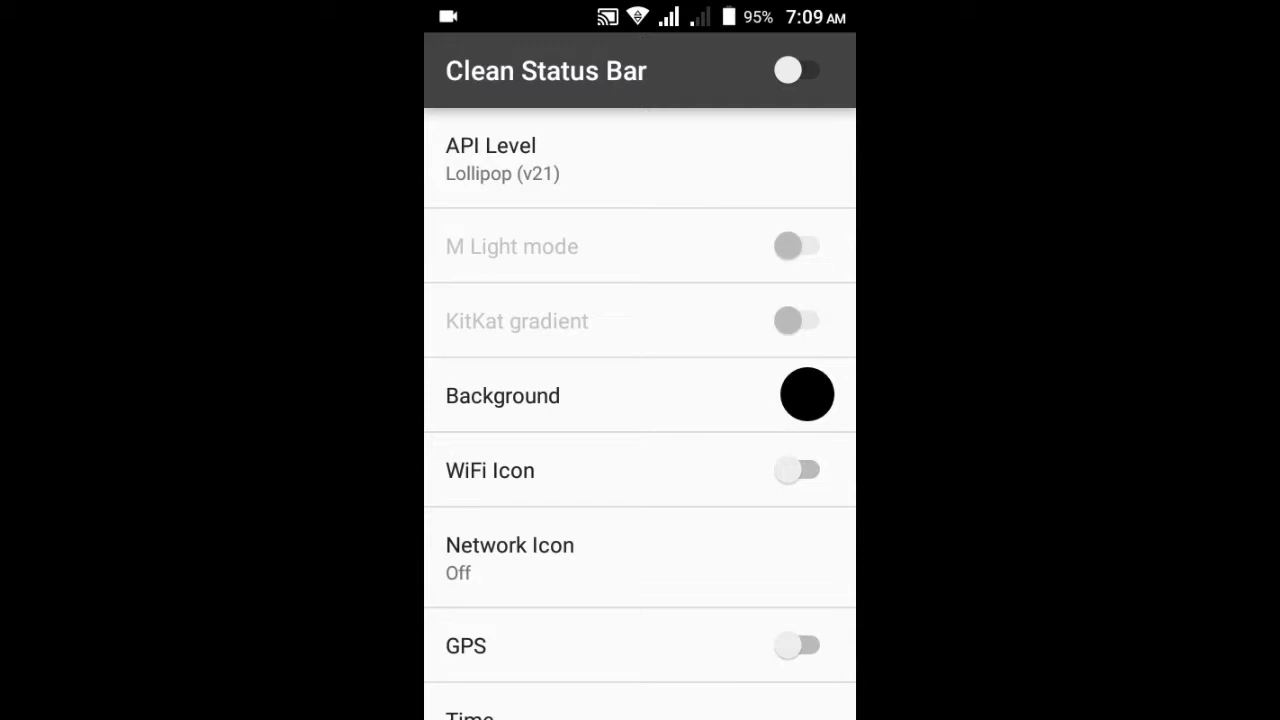 95% 7:09 AM
Clean Status Bar
API Level
Lollipop (v21)
M Light mode
KitKat gradient
Background
WiFi Icon
Network Icon
Off
GPS
Time